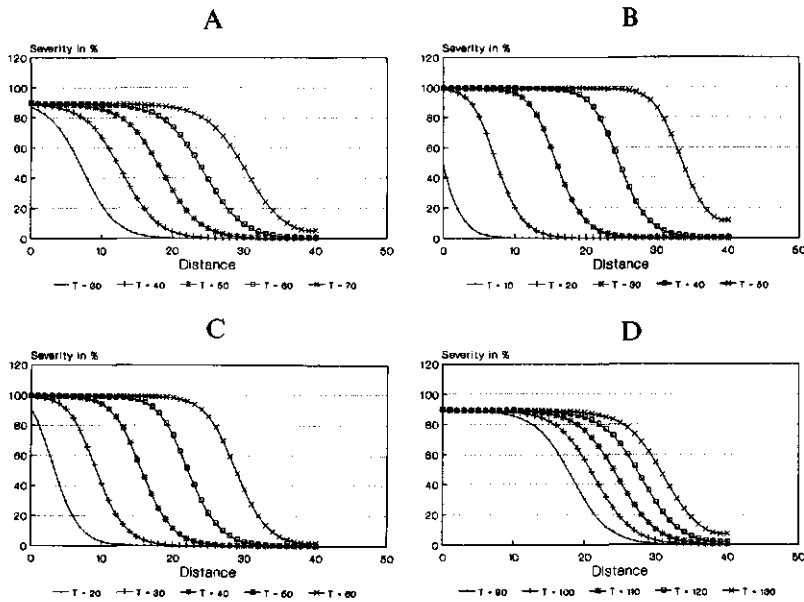 A
Severity in %
120
100
80
60
40
20
0
0 10 20 30 40 50
Distance
T = 30 T = 40 T = 50 T = 60 T = 70
B
Severity in %
120
100
80
60
40
20
0
0 10 20 30 40 50
Distance
T = 10 T = 20 T = 30 T = 40 T = 50
C
Severity in %
120
100
80
60
40
20
0
0 10 20 30 40 50
Distance
T = 20 T = 30 T = 40 T = 50 T = 60
D
Severity in %
120
100
80
60
40
20
0
0 10 20 30 40 50
Distance
T = 90 T = 100 T = 110 T = 120 T = 130